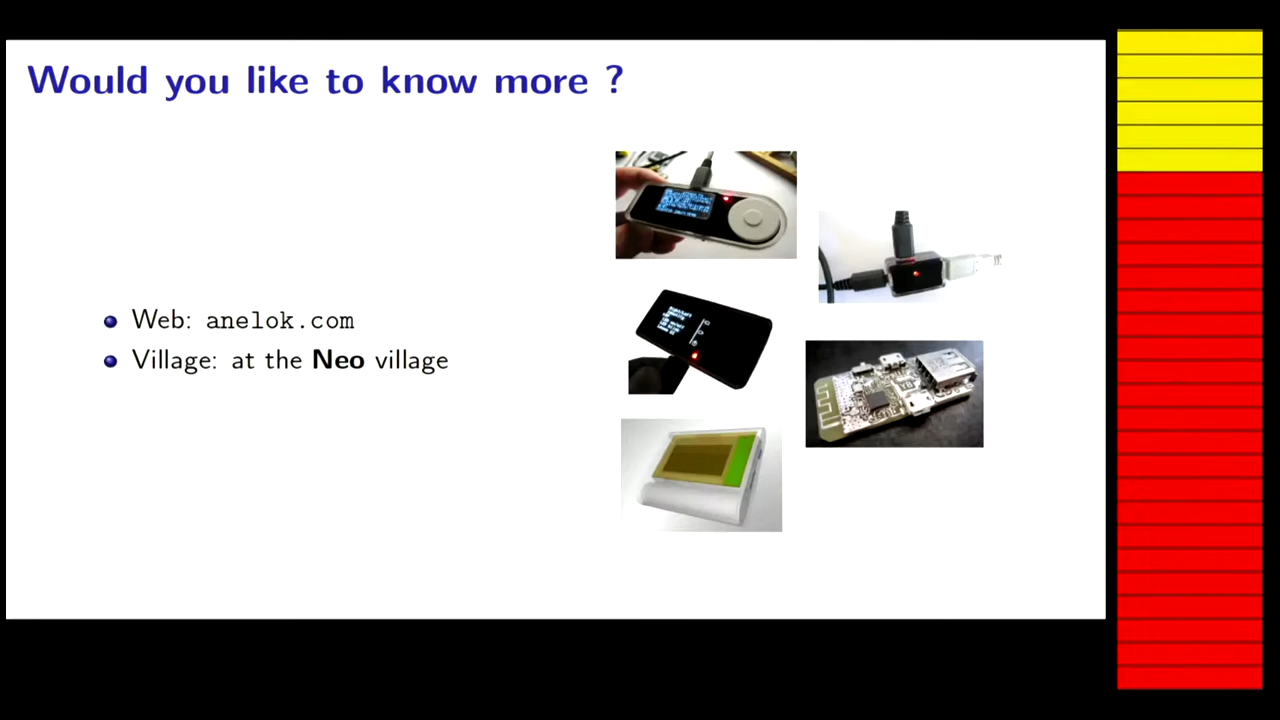 Would you like to know more ?
Web: anelok.com
Village: at the Neo village